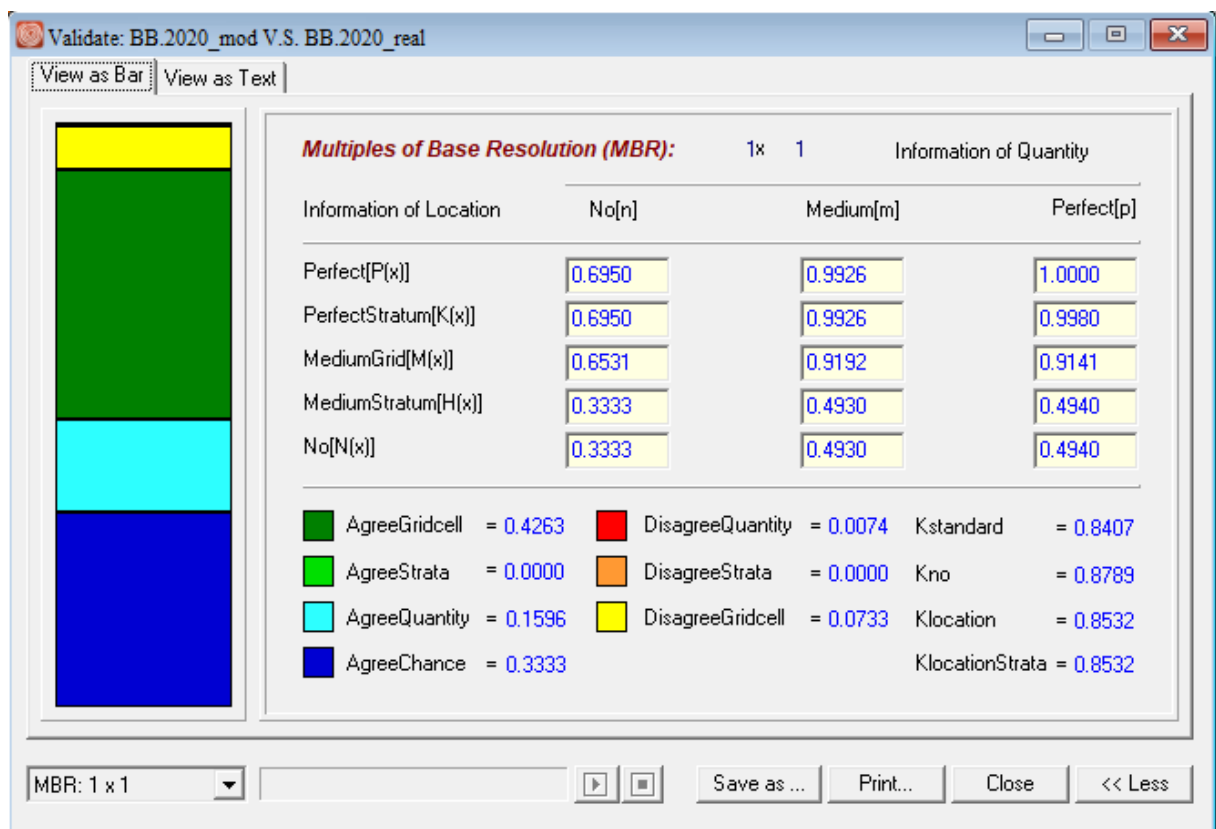 Validate: BB.2020_mod V.S. BB.2020_real
View as Bar View as Text
Multiples of Base Resolution (MBR): 1x 1 Information of Quantity
Information of Location No[n] Medium[m] Perfect[p]
Perfect[P(x)] 0.6950 0.9926 1.0000
PerfectStratum[K(x)] 0.6950 0.9926 0.9980
MediumGrid[M(x)] 0.6531 0.9192 0.9141
MediumStratum[H(x)] 0.3333 0.4930 0.4940
No[N(x)] 0.3333 0.4930 0.4940
AgreeGridcell = 0.4263 DisagreeQuantity = 0.0074 Kstandard = 0.8407
AgreeStrata = 0.0000 DisagreeStrata = 0.0000 Kno = 0.8789
AgreeQuantity = 0.1596 DisagreeGridcell = 0.0733 Klocation = 0.8532
AgreeChance = 0.3333 KlocationStrata = 0.8532
MBR: 1 x 1 Save as ... Print... Close << Less